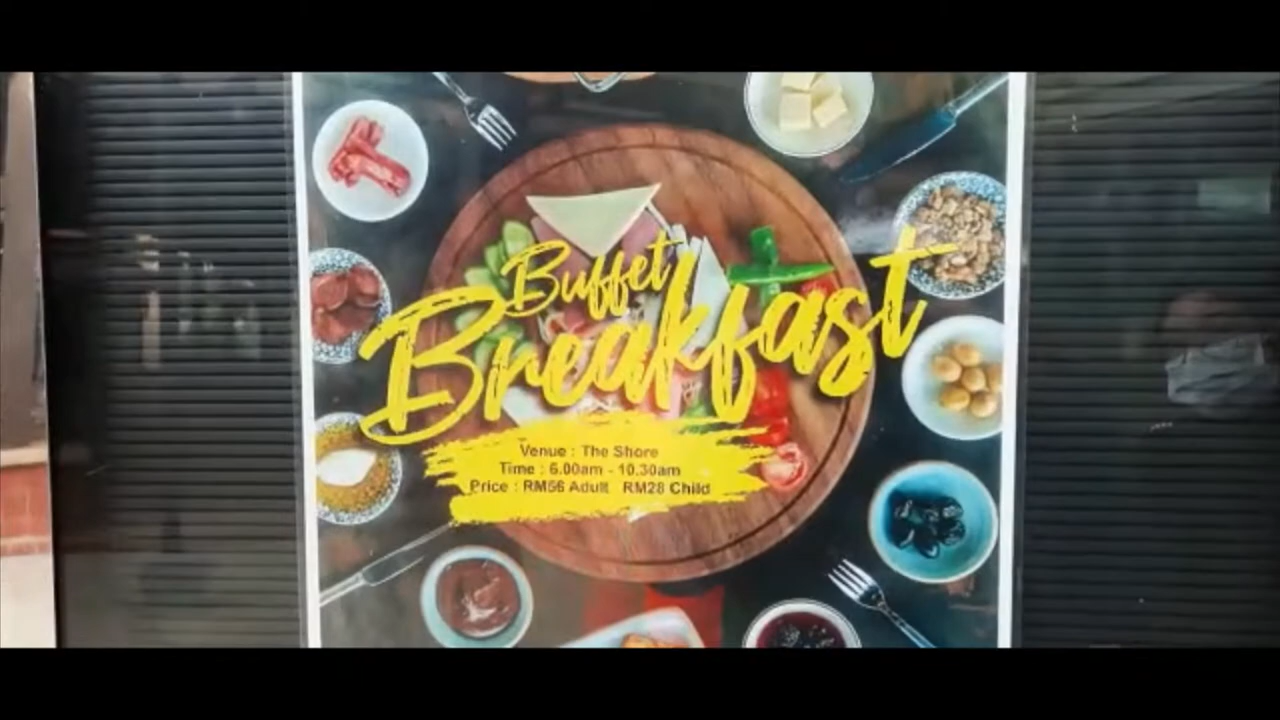 Buffet
Breakfast
Venue : The Shore
Time : 6.00am - 10.30am
Price : RM56 Adult RM28 Child